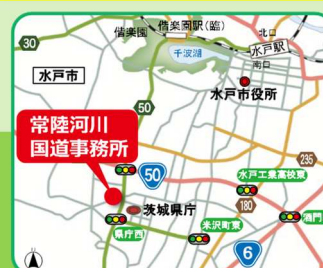 偕楽園
偕楽園駅(臨)
北口
水戸駅
南口
30
千波湖
水戸市
水戸市役所
50
常陸河川
国道事務所
235
50
水戸工業高校東
茨城県庁
180
県庁西
米沢町東
酒門
6